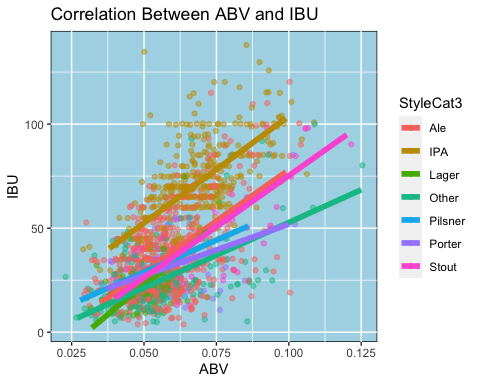 Correlation Between ABV and IBU
StyleCat3
Ale
IPA
Lager
Other
Pilsner
Porter
Stout
IBU
100
50
0
0.025 0.050 0.075 0.100 0.125
ABV